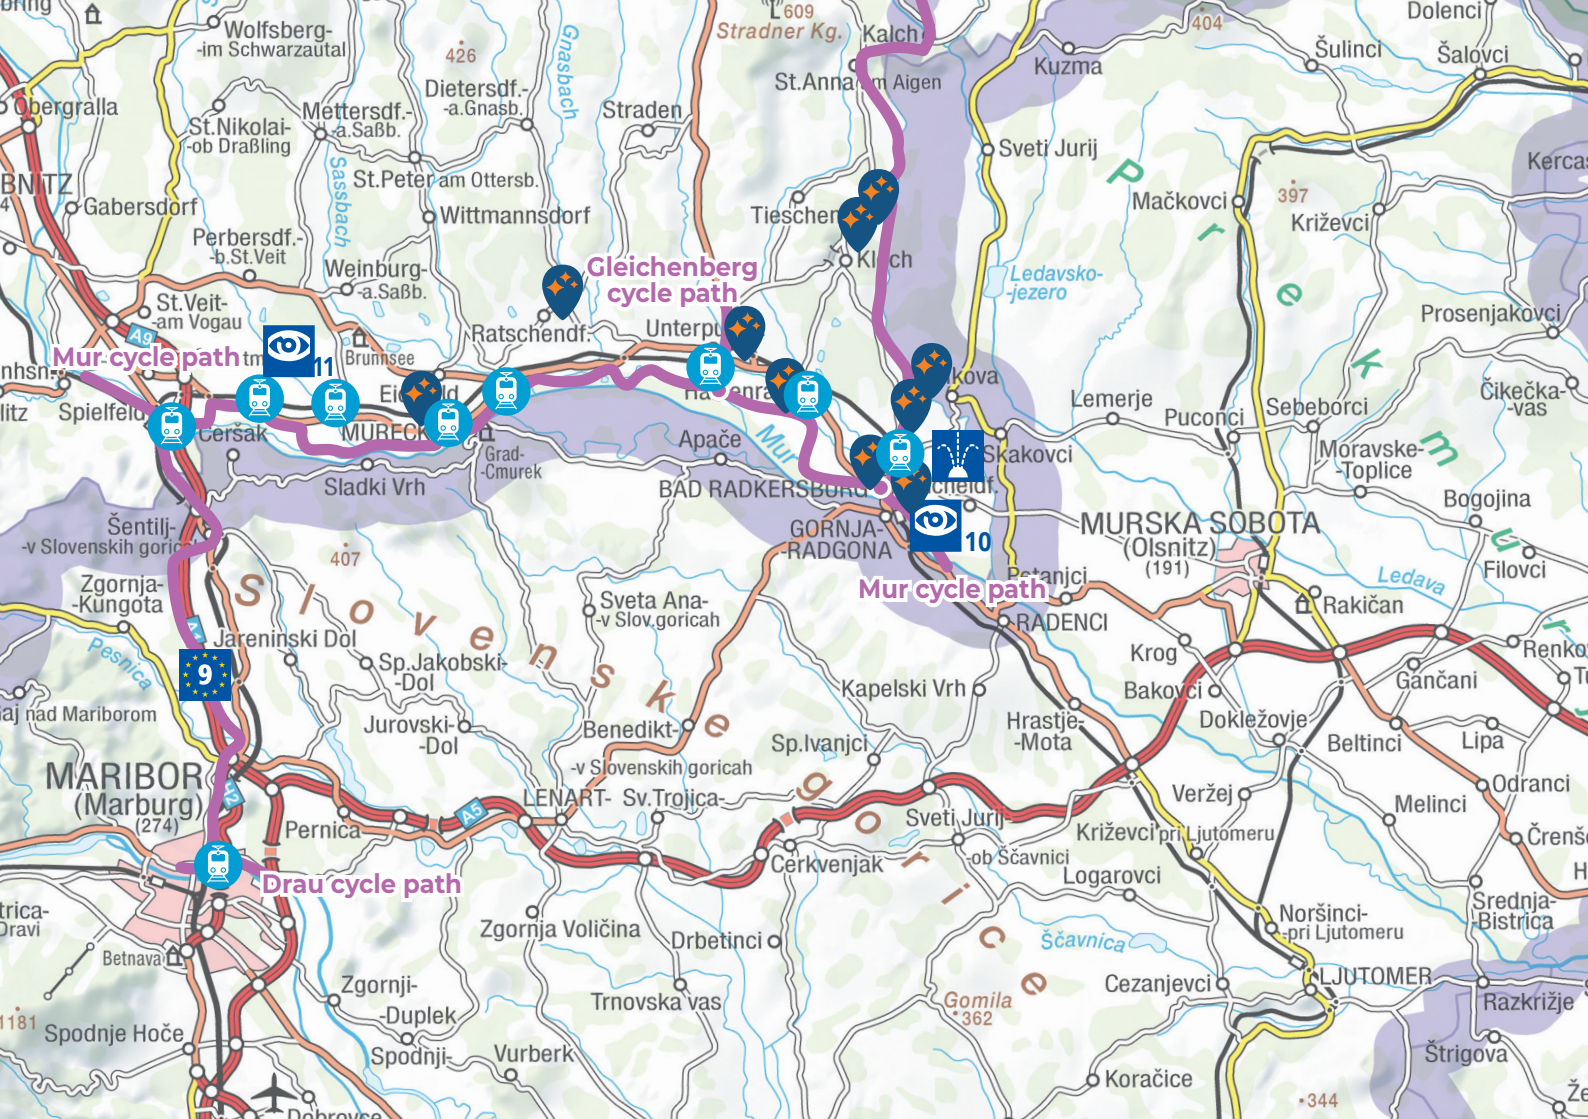 Wolfsberg-
-im Schwarzautal
426
Gnasbach
609
Stradner Kg.
Kalch
404
Dolenci
Šulinci
Šalovci
Kuzma
St.Anna am Aigen
Obergralla
Dietersdf.-
-a.Gnasb.
Mettersdf.-
-a.Saßb.
Straden
St.Nikolai-
-ob Draßling
Sveti Jurij
St.Peter am Ottersb.
Sassbach
Gabersdorf
Wittmannsdorf
Tieschen
Mačkovci
397
Križevci
Prekmur
Perbersdf.-
-b.St.Veit
Weinburg-
-a.Saßb.
Klöch
Gleichenberg
cycle path
Ledavsko-
-jezero
St.Veit-
-am Vogau
Ratschendf.
Unterpu
Prosenjakovci
A9
Mur cycle path
11
Brunnsee
Čikečka-
-vas
Spielfeld
Lemerje
Puconci
Sebeborci
Ceršak
MURECK
Grad-
-Cmurek
Apače
Mur
Skakovci
Moravske-
-Toplice
Sladki Vrh
BAD RADKERSBURG
Bogojina
Šentilj-
-v Slovenskih goricah
GORNJA-
-RADGONA
10
MURSKA SOBOTA
(Olsnitz)
(191)
Filovci
407
Slovenske gorice
Zgornja-
-Kungota
Mur cycle path
Petanjci
Ledava
Rakičan
Sveta Ana-
-v Slov.goricah
RADENCI
A1
Jareninski Dol
Pesnica
Sp.Jakobski-
-Dol
Krog
Gančani
Bakovci
9
Kapelski Vrh
Jurovski-
-Dol
Benedikt-
-v Slovenskih goricah
Hrastje-
-Mota
Dokležovje
Beltinci
Lipa
Sp.Ivanjci
MARIBOR
(Marburg)
(274)
H2
A5
LENART-
Sv.Trojica-
Odranci
Veržej
Melinci
Pernica
Sveti Jurij-
-ob Ščavnici
Križevci pri Ljutomeru
Cerkvenjak
Logarovci
Drau cycle path
Srednja-
-Bistrica
Noršinci-
-pri Ljutomeru
Zgornja Voličina
Drbetinci
Ščavnica
Betnava
Zgornji-
-Duplek
Trnovska vas
Gomila
362
Cezanjevci
LJUTOMER
Razkrižje
1181
Spodnje Hoče
Spodnji-
Vurberk
Štrigova
Koračice
344
Dobrovce